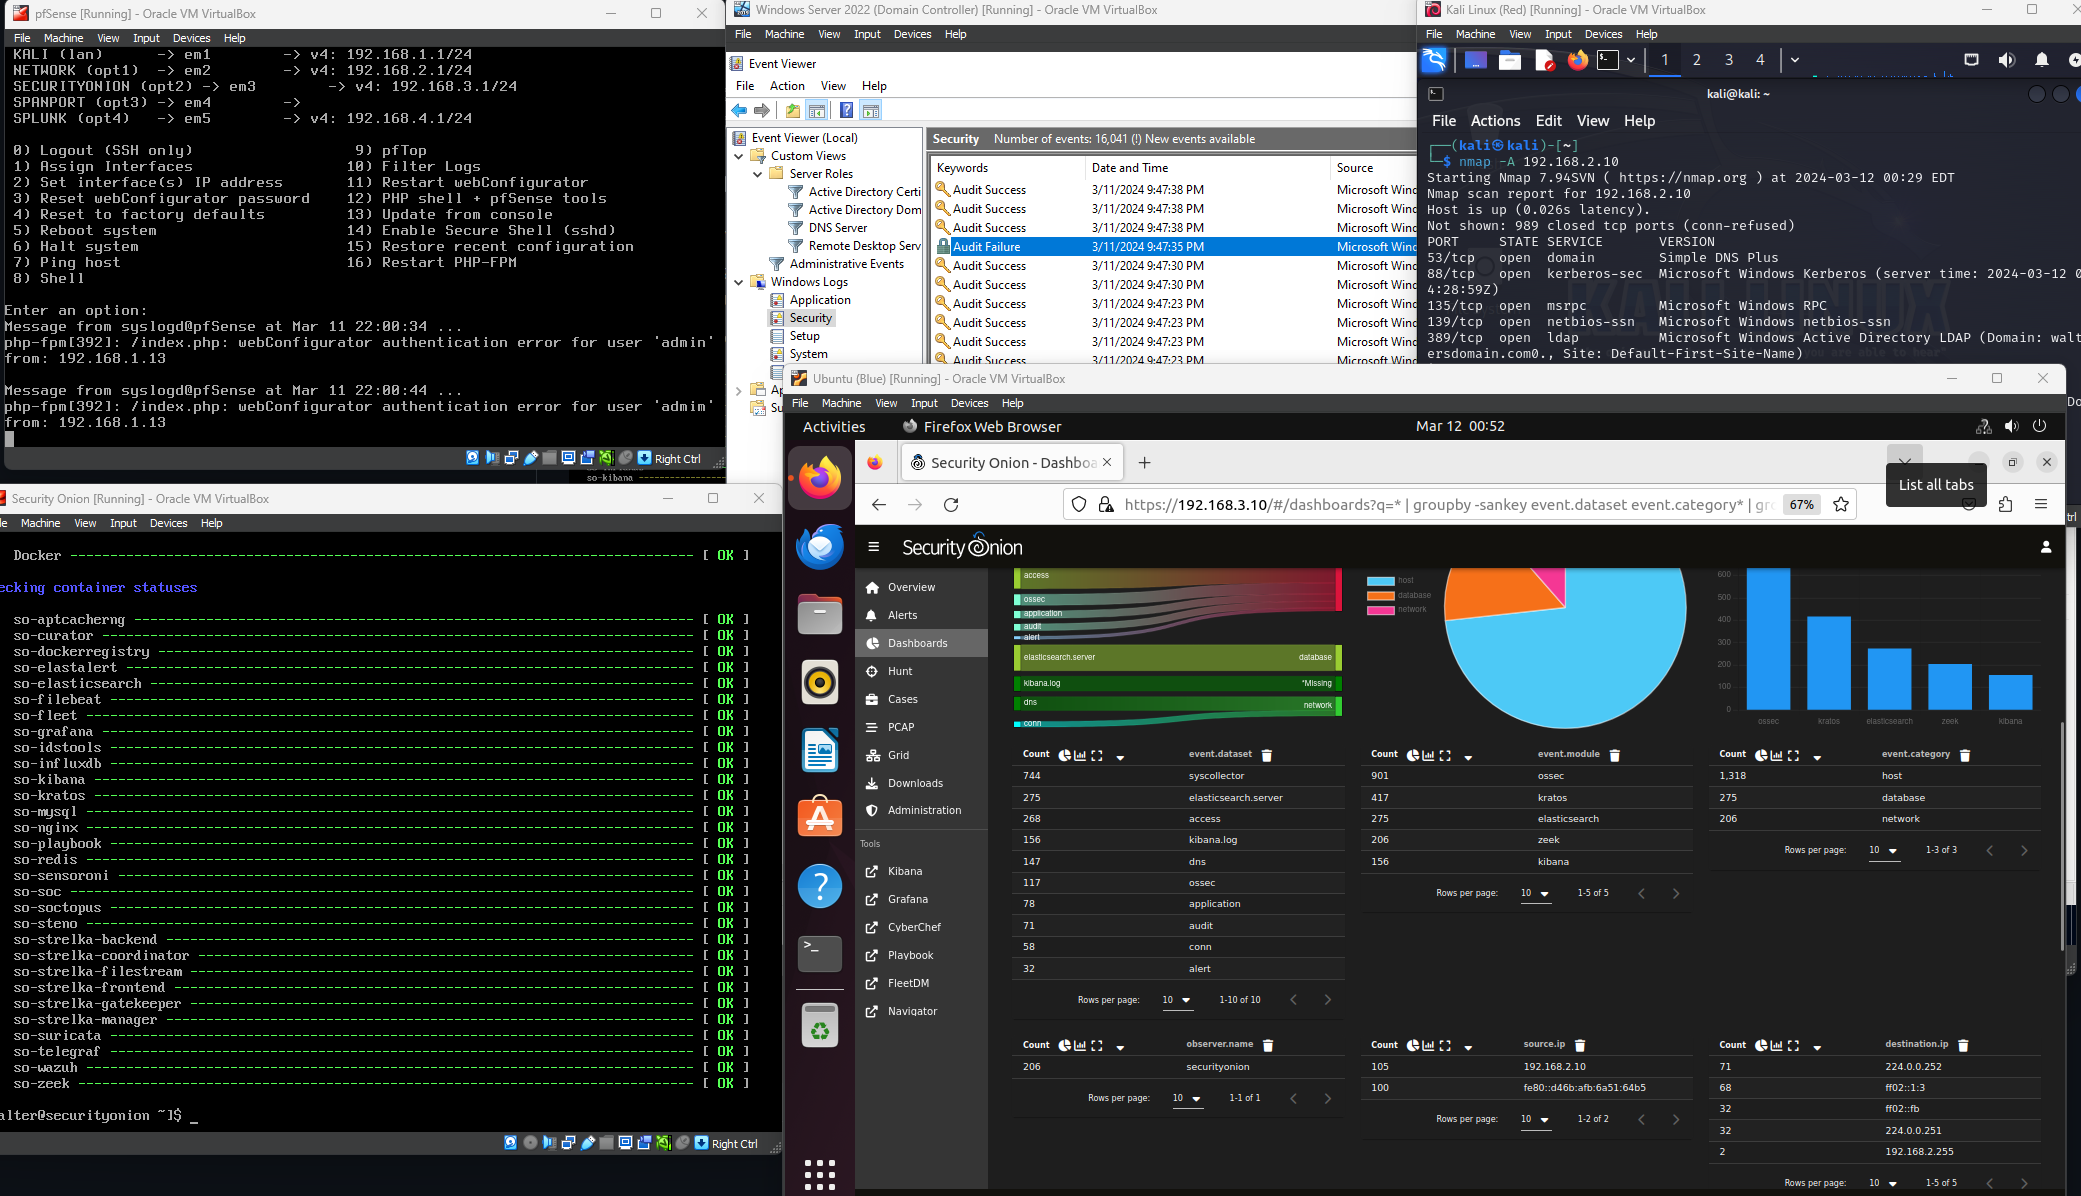 pfSense [Running] - Oracle VM VirtualBox
File Machine View Input Devices Help
KALI (lan) -> em1 -> v4: 192.168.1.1/24
NETWORK (opt1) -> em2 -> v4: 192.168.2.1/24
SECURITYONION (opt2) -> em3 -> v4: 192.168.3.1/24
SPANPORT (opt3) -> em4 ->
SPLUNK (opt4) -> em5 -> v4: 192.168.4.1/24
0) Logout (SSH only) 9) pfTop
1) Assign Interfaces 10) Filter Logs
2) Set interface(s) IP address 11) Restart webConfigurator
3) Reset webConfigurator password 12) PHP shell + pfSense tools
4) Reset to factory defaults 13) Update from console
5) Reboot system 14) Enable Secure Shell (sshd)
6) Halt system 15) Restore recent configuration
7) Ping host 16) Restart PHP-FPM
8) Shell
Enter an option:
Message from syslogd@pfSense at Mar 11 22:00:34 ...
php-fpm[392]: /index.php: webConfigurator authentication error for user 'admin'
from: 192.168.1.13
Message from syslogd@pfSense at Mar 11 22:00:44 ...
php-fpm[392]: /index.php: webConfigurator authentication error for user 'admim'
from: 192.168.1.13
Right Ctrl
so-kibana
Windows Server 2022 (Domain Controller) [Running] - Oracle VM VirtualBox
File Machine View Input Devices Help
Event Viewer
File Action View Help
Event Viewer (Local)
Custom Views
Server Roles
Active Directory Certi
Active Directory Dom
DNS Server
Remote Desktop Serv
Administrative Events
Windows Logs
Application
Security
Setup
System
Ap
Su
Security Number of events: 16,041 (!) New events available
Keywords Date and Time Source
Audit Success 3/11/2024 9:47:38 PM Microsoft Winc
Audit Success 3/11/2024 9:47:38 PM Microsoft Winc
Audit Success 3/11/2024 9:47:38 PM Microsoft Winc
Audit Failure 3/11/2024 9:47:35 PM Microsoft Winc
Audit Success 3/11/2024 9:47:30 PM Microsoft Winc
Audit Success 3/11/2024 9:47:30 PM Microsoft Winc
Audit Success 3/11/2024 9:47:23 PM Microsoft Winc
Audit Success 3/11/2024 9:47:23 PM Microsoft Winc
Audit Success 3/11/2024 9:47:23 PM Microsoft Winc
Audit Success 3/11/2024 9:47:23 PM Microsoft Winc
Kali Linux (Red) [Running] - Oracle VM VirtualBox
File Machine View Input Devices Help
1 2 3 4
kali@kali: ~
File Actions Edit View Help
(kali㉿kali)-[~]
$ nmap -A 192.168.2.10
Starting Nmap 7.94SVN ( https://nmap.org ) at 2024-03-12 00:29 EDT
Nmap scan report for 192.168.2.10
Host is up (0.026s latency).
Not shown: 989 closed tcp ports (conn-refused)
PORT STATE SERVICE VERSION
53/tcp open domain Simple DNS Plus
88/tcp open kerberos-sec Microsoft Windows Kerberos (server time: 2024-03-12 0
4:28:59Z)
135/tcp open msrpc Microsoft Windows RPC
139/tcp open netbios-ssn Microsoft Windows netbios-ssn
389/tcp open ldap Microsoft Windows Active Directory LDAP (Domain: walt
ersdomain.com0., Site: Default-First-Site-Name)
KALI LINUX
Security Onion [Running] - Oracle VM VirtualBox
le Machine View Input Devices Help
Docker [ OK ]
ecking container statuses
so-aptcacherng [ OK ]
so-curator [ OK ]
so-dockerregistry [ OK ]
so-elastalert [ OK ]
so-elasticsearch [ OK ]
so-filebeat [ OK ]
so-fleet [ OK ]
so-grafana [ OK ]
so-idstools [ OK ]
so-influxdb [ OK ]
so-kibana [ OK ]
so-kratos [ OK ]
so-mysql [ OK ]
so-nginx [ OK ]
so-playbook [ OK ]
so-redis [ OK ]
so-sensoroni [ OK ]
so-soc [ OK ]
so-soctopus [ OK ]
so-steno [ OK ]
so-strelka-backend [ OK ]
so-strelka-coordinator [ OK ]
so-strelka-filestream [ OK ]
so-strelka-frontend [ OK ]
so-strelka-gatekeeper [ OK ]
so-strelka-manager [ OK ]
so-suricata [ OK ]
so-telegraf [ OK ]
so-wazuh [ OK ]
so-zeek [ OK ]
alter@securityonion ~]$ _
Right Ctrl
Ubuntu (Blue) [Running] - Oracle VM VirtualBox
File Machine View Input Devices Help
Activities Firefox Web Browser Mar 12 00:52
Security Onion - Dashboa
List all tabs
https://192.168.3.10/#/dashboards?q=* | groupby -sankey event.dataset event.category* | gro 67%
Security Onion
Overview
Alerts
Dashboards
Hunt
Cases
PCAP
Grid
Downloads
Administration
Tools
Kibana
Grafana
CyberChef
Playbook
FleetDM
Navigator
access
ossec
application
audit
alert
elasticsearch.server database
kibana.log *Missing
dns network
conn
host
database
network
600
500
400
300
200
100
0
ossec kratos elasticsearch zeek kibana
Count event.dataset
744 syscollector
275 elasticsearch.server
268 access
156 kibana.log
147 dns
117 ossec
78 application
71 audit
58 conn
32 alert
Rows per page: 10 1-10 of 10
Count event.module
901 ossec
417 kratos
275 elasticsearch
206 zeek
156 kibana
Rows per page: 10 1-5 of 5
Count event.category
1,318 host
275 database
206 network
Rows per page: 10 1-3 of 3
Count observer.name
206 securityonion
Rows per page: 10 1-1 of 1
Count source.ip
105 192.168.2.10
100 fe80::d46b:afb:6a51:64b5
Rows per page: 10 1-2 of 2
Count destination.ip
71 224.0.0.252
68 ff02::1:3
32 ff02::fb
32 224.0.0.251
2 192.168.2.255
Rows per page: 10 1-5 of 5